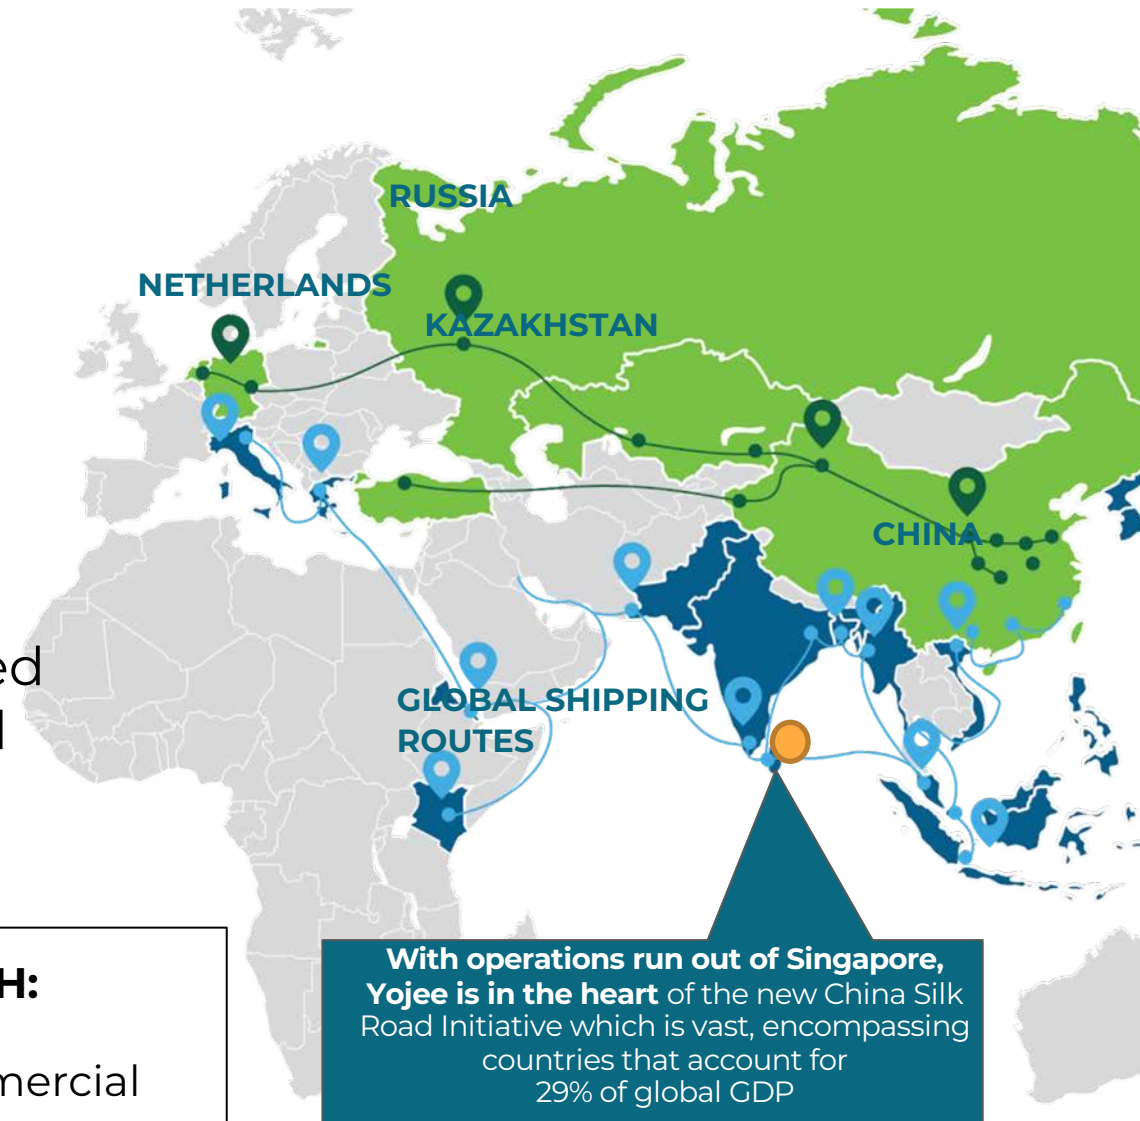 RUSSIA
NETHERLANDS
KAZAKHSTAN
CHINA
GLOBAL SHIPPING
ROUTES
With operations run out of Singapore,
Yojee is in the heart of the new China Silk
Road Initiative which is vast, encompassing
countries that account for
29% of global GDP